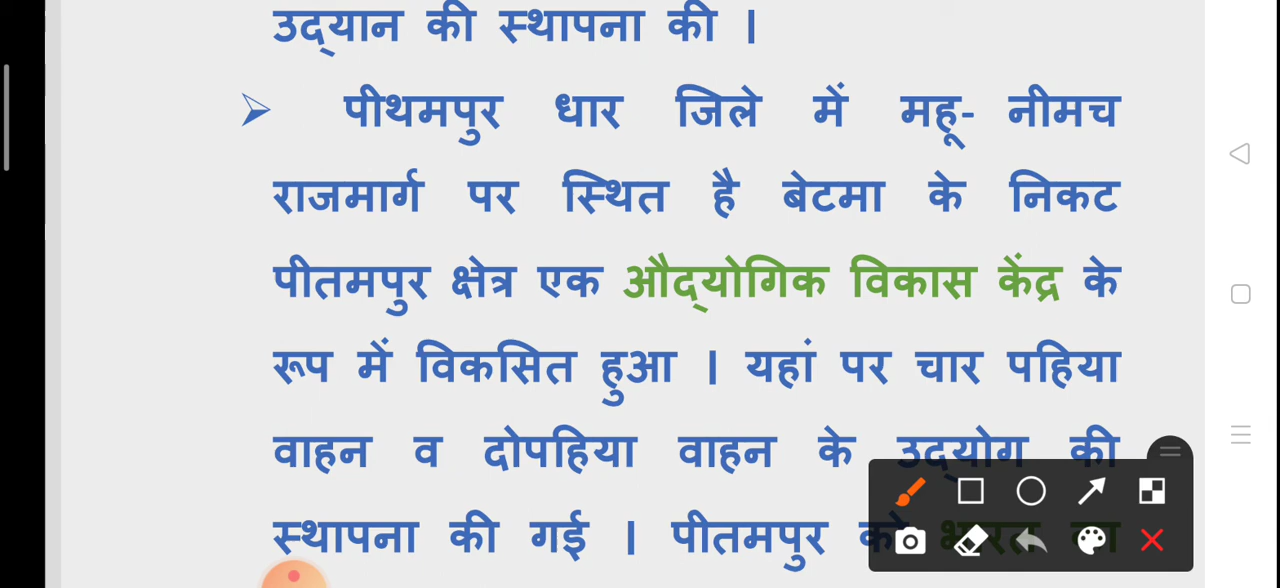 उद्यान की स्थापना की ।
➢ पीथमपुर धार जिले में महू- नीमच
राजमार्ग पर स्थित है बेटमा के निकट
पीतमपुर क्षेत्र एक औद्योगिक विकास केंद्र के
रूप में विकसित हुआ । यहां पर चार पहिया
वाहन व दोपहिया वाहन के उद्योग की
स्थापना की गई । पीतमपुर को भारत का